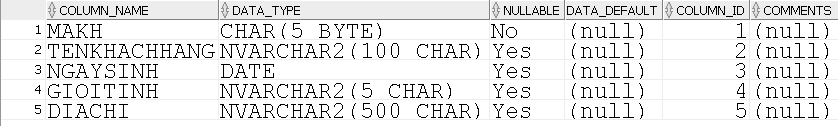 COLUMN_NAME DATA_TYPE NULLABLE DATA_DEFAULT COLUMN_ID COMMENTS
1 MAKH CHAR(5 BYTE) No (null) 1 (null)
2 TENKHACHHANG NVARCHAR2(100 CHAR) Yes (null) 2 (null)
3 NGAYSINH DATE Yes (null) 3 (null)
4 GIOITINH NVARCHAR2(5 CHAR) Yes (null) 4 (null)
5 DIACHI NVARCHAR2(500 CHAR) Yes (null) 5 (null)